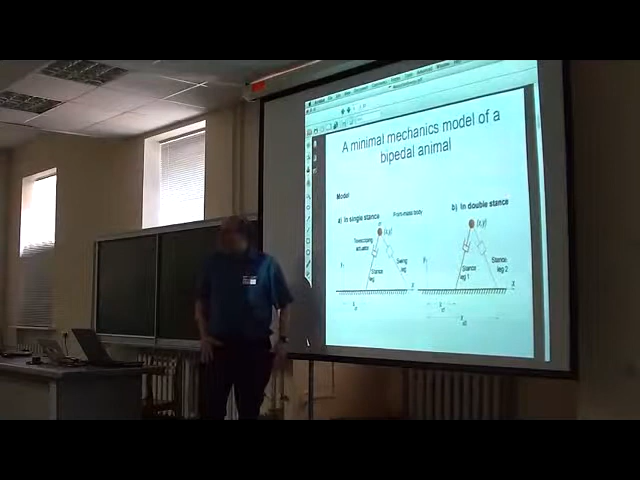 A minimal mechanics model of a
bipedal animal
Model
a) In single stance
Point-mass body
b) In double stance
(x,y)
(x,y)
Telescoping
actuator
Stance
leg
Swing
leg
Stance
leg 1
Stance
leg 2